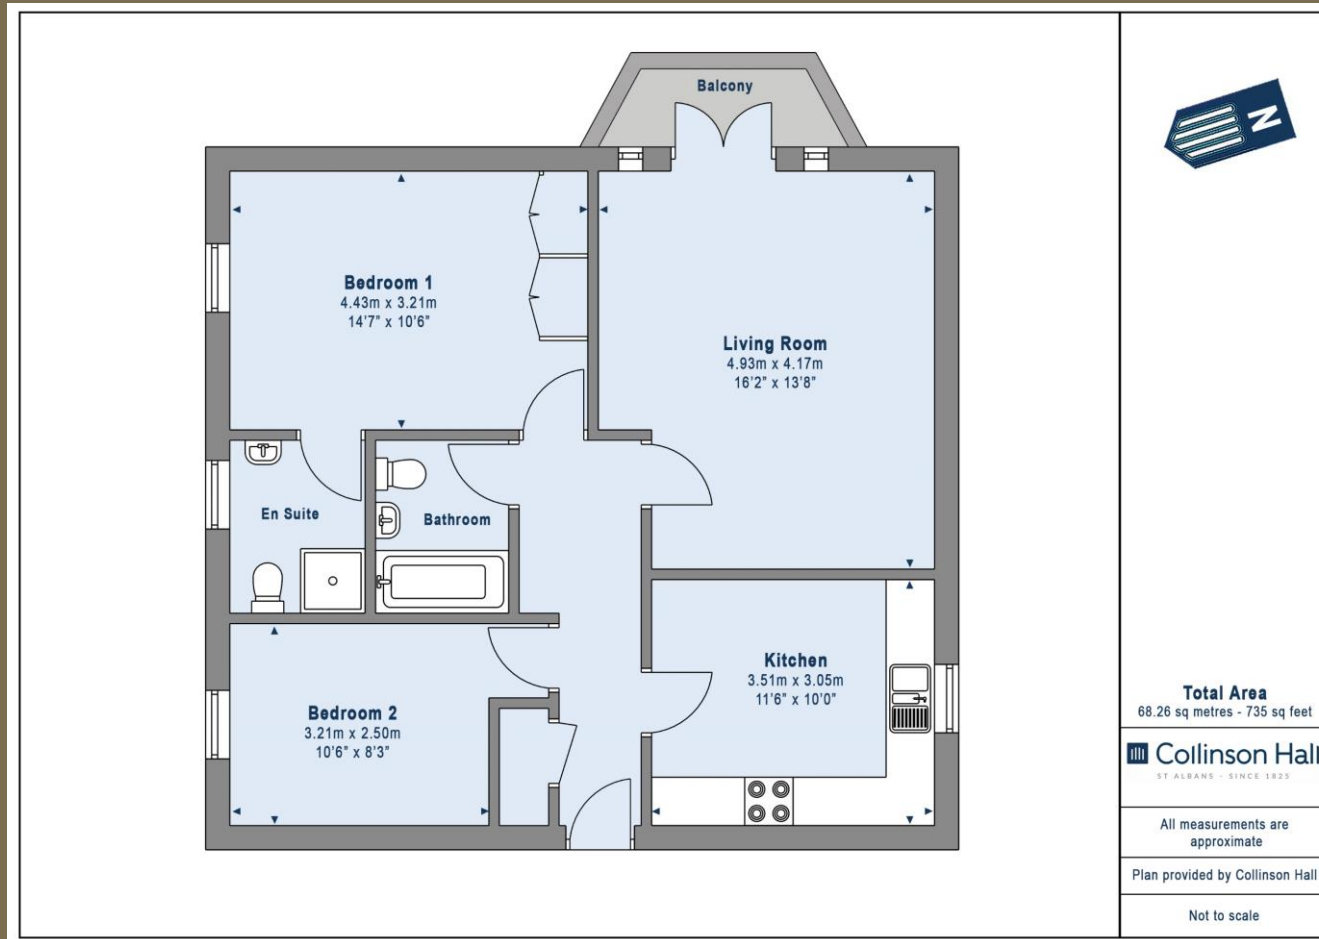 Balcony
N
Bedroom 1
4.43m x 3.21m
14'7" x 10'6"
Living Room
4.93m x 4.17m
16'2" x 13'8"
En Suite
Bathroom
Kitchen
3.51m x 3.05m
11'6" x 10'0"
Bedroom 2
3.21m x 2.50m
10'6" x 8'3"
Total Area
68.26 sq metres - 735 sq feet
Collinson Hall
ST ALBANS - SINCE 1825
All measurements are
approximate
Plan provided by Collinson Hall
Not to scale